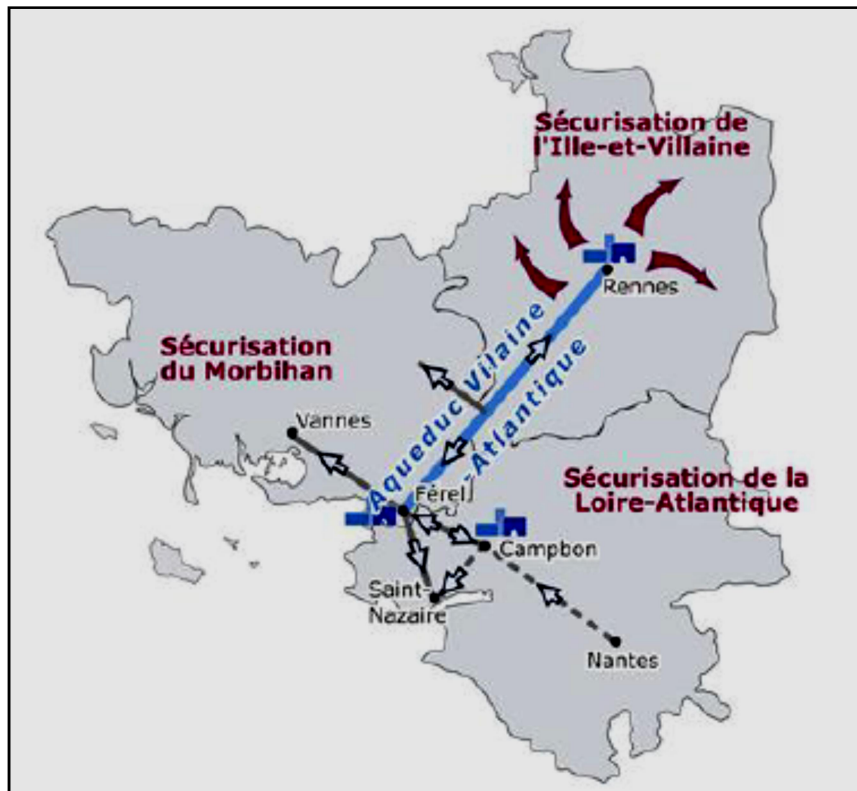 Sécurisation de
l'Ille-et-Villaine
Rennes
Sécurisation
du Morbihan
Aqueduc Vilaine
-Atlantique
Vannes
Sécurisation de la
Loire-Atlantique
Férel
Campbon
Saint-
Nazaire
Nantes